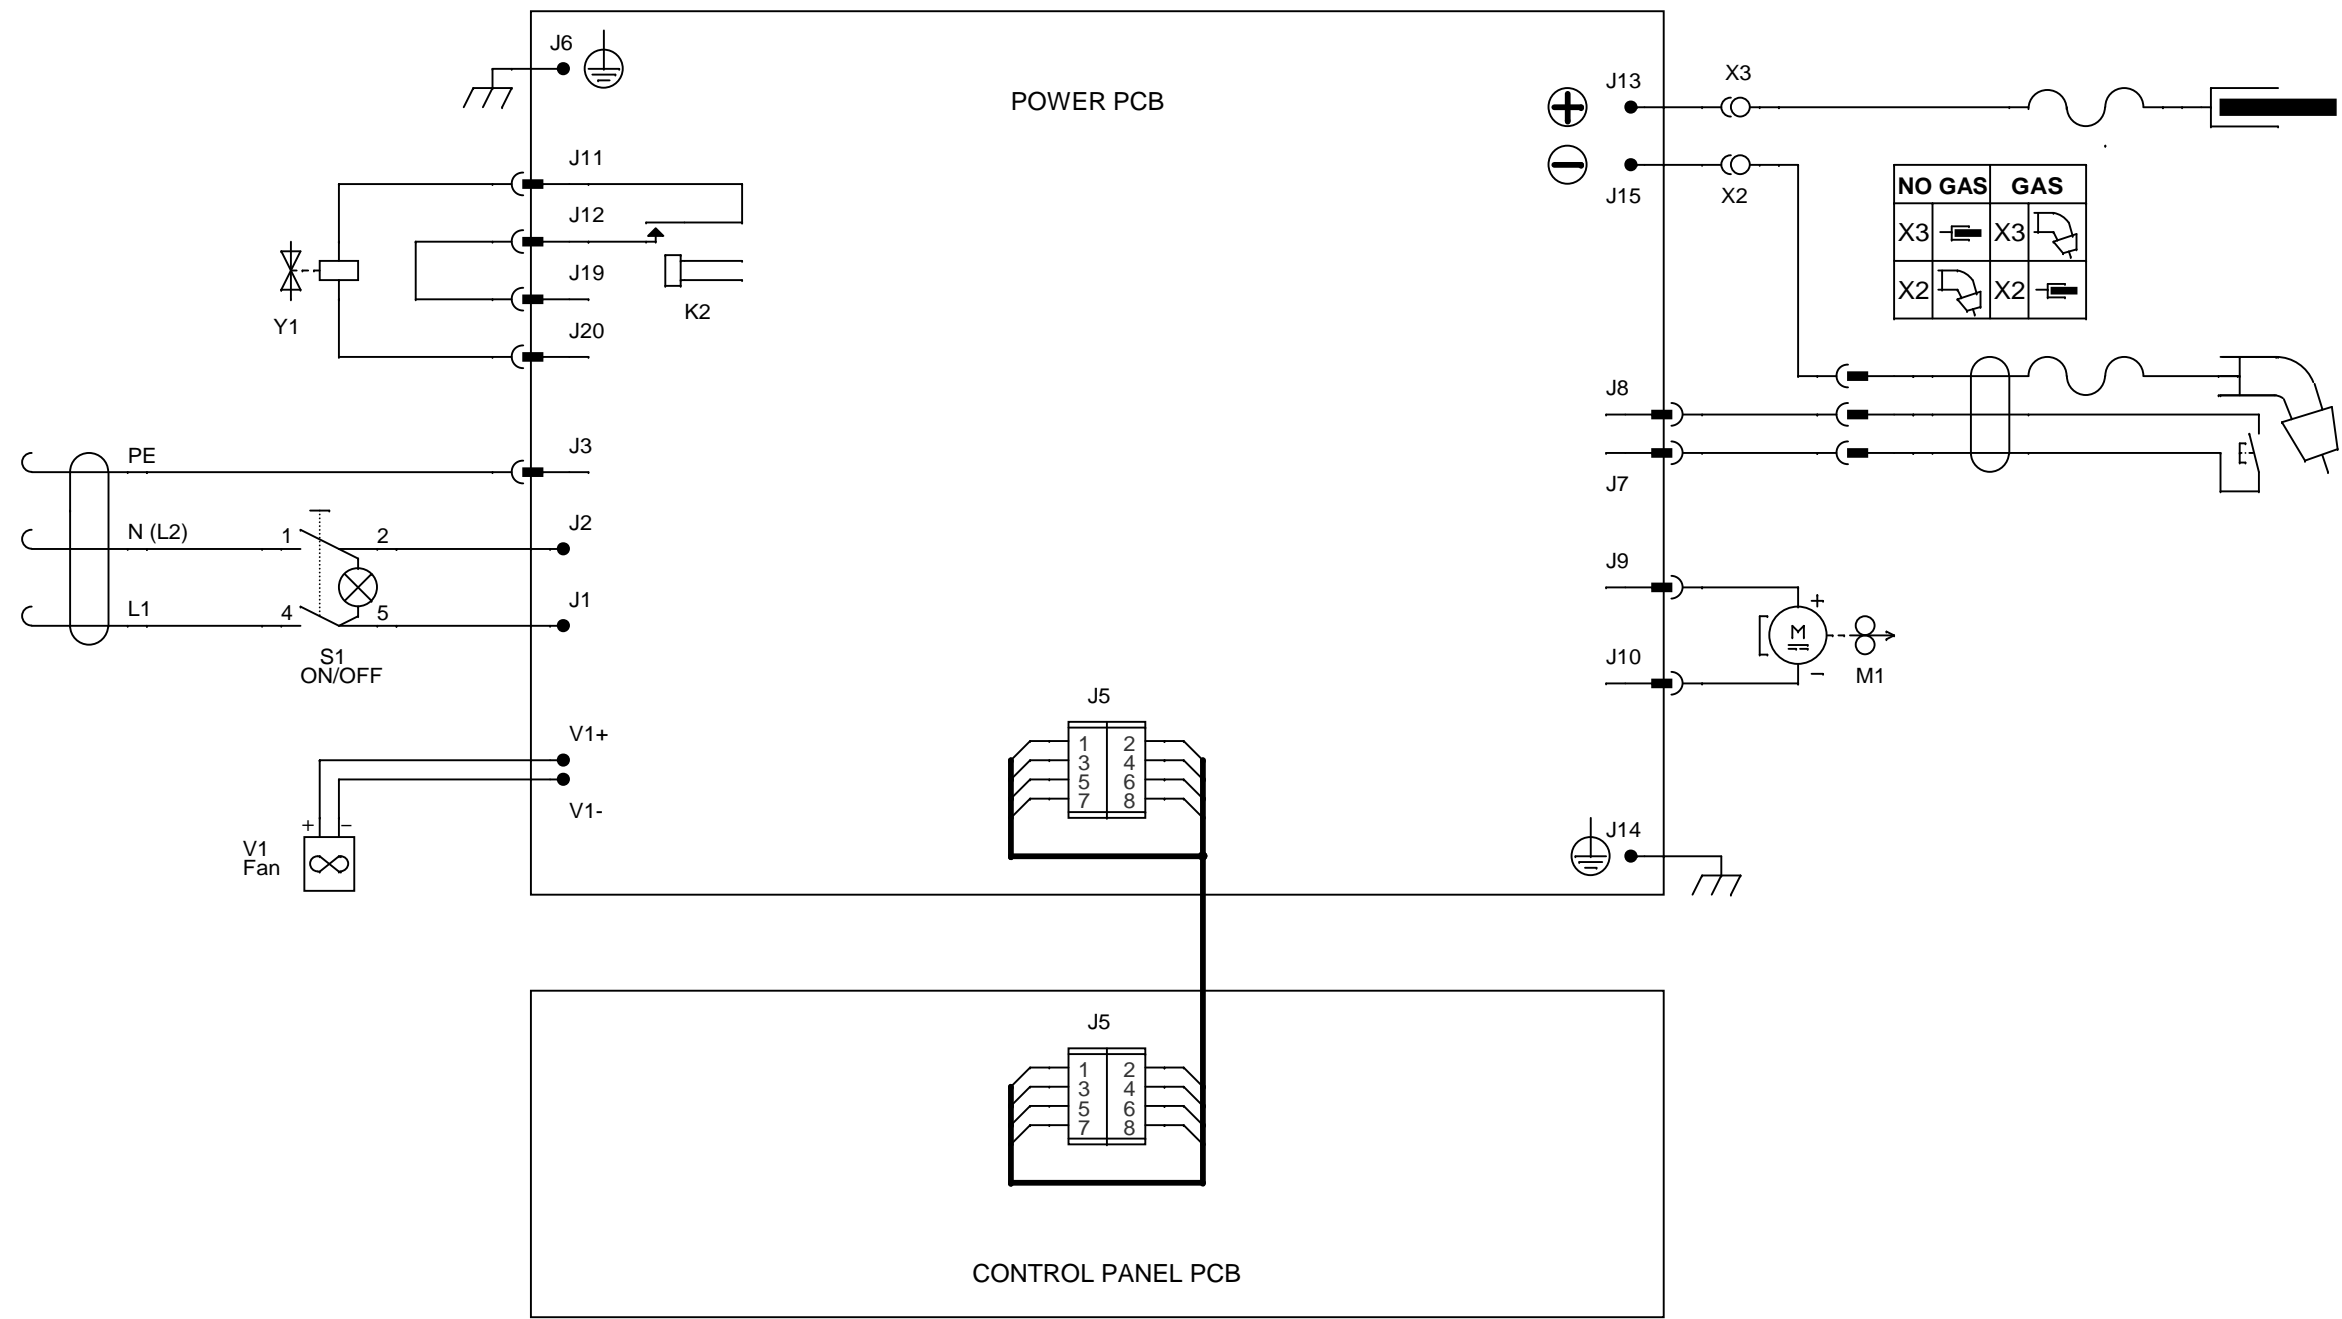 J6
POWER PCB
J13
X3
J15
X2
J11
J12
J19
K2
J20
Y1
NO GAS GAS
X3 X3
X2 X2
J8
J7
J3
PE
J2
N (L2)
1 2
J1
L1
4 5
S1
ON/OFF
J9
+
M
J10
–
M1
J5
1 2
3 4
5 6
7 8
V1+
V1-
+ –
V1
Fan
J14
J5
1 2
3 4
5 6
7 8
CONTROL PANEL PCB